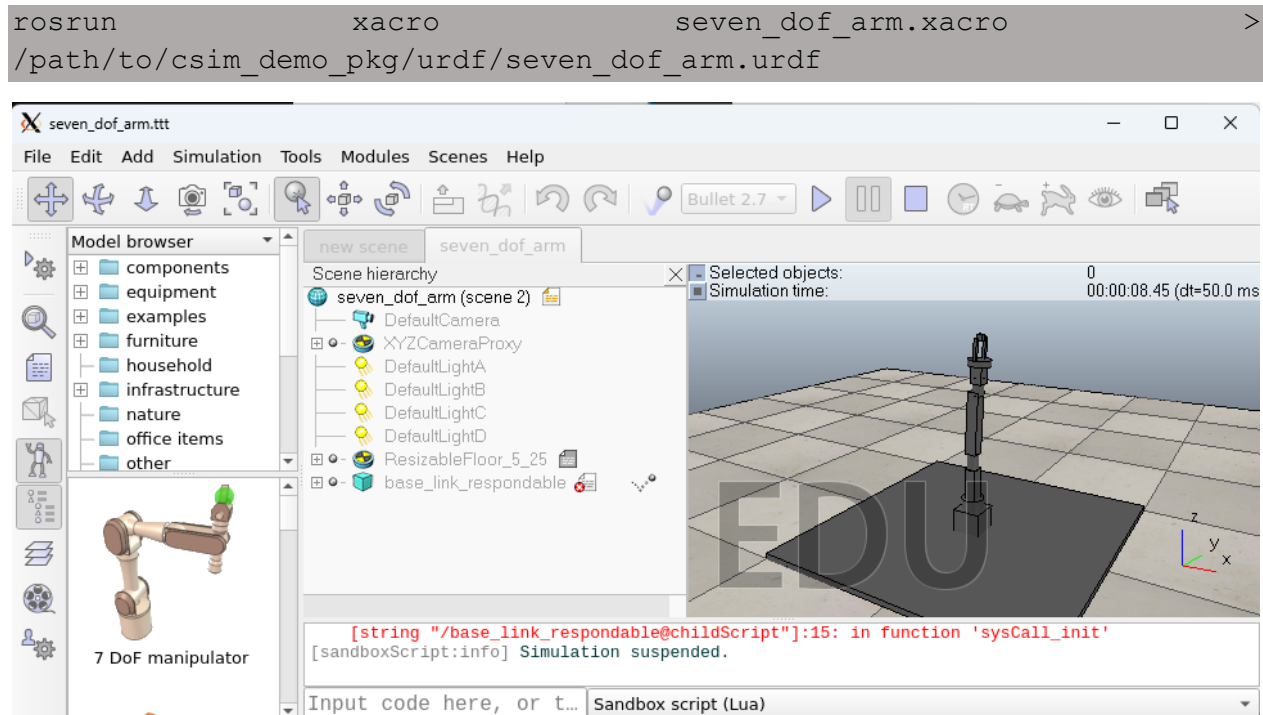 rosrun xacro seven_dof_arm.xacro >
/path/to/csim_demo_pkg/urdf/seven_dof_arm.urdf
seven_dof_arm.ttt
File Edit Add Simulation Tools Modules Scenes Help
Bullet 2.7
Model browser
components
equipment
examples
furniture
household
infrastructure
nature
office items
other
7 DoF manipulator
new scene seven_dof_arm
Scene hierarchy
seven_dof_arm (scene 2)
DefaultCamera
XYZCameraProxy
DefaultLightA
DefaultLightB
DefaultLightC
DefaultLightD
ResizableFloor_5_25
base_link_respondable
Selected objects: 0
Simulation time: 00:00:08.45 (dt=50.0 ms
EDU
z
y
x
[string "/base_link_respondable@childScript"]:15: in function 'sysCall_init'
[sandboxScript:info] Simulation suspended.
Input code here, or t… Sandbox script (Lua)